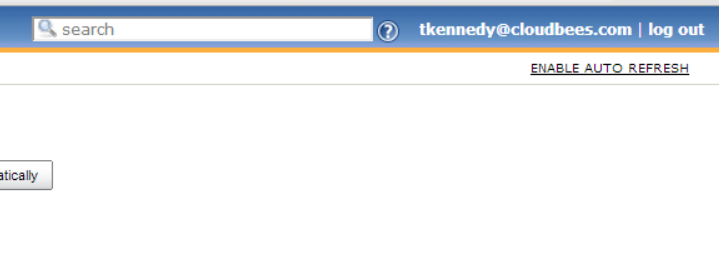 search tkennedy@cloudbees.com | log out
ENABLE AUTO REFRESH
atically